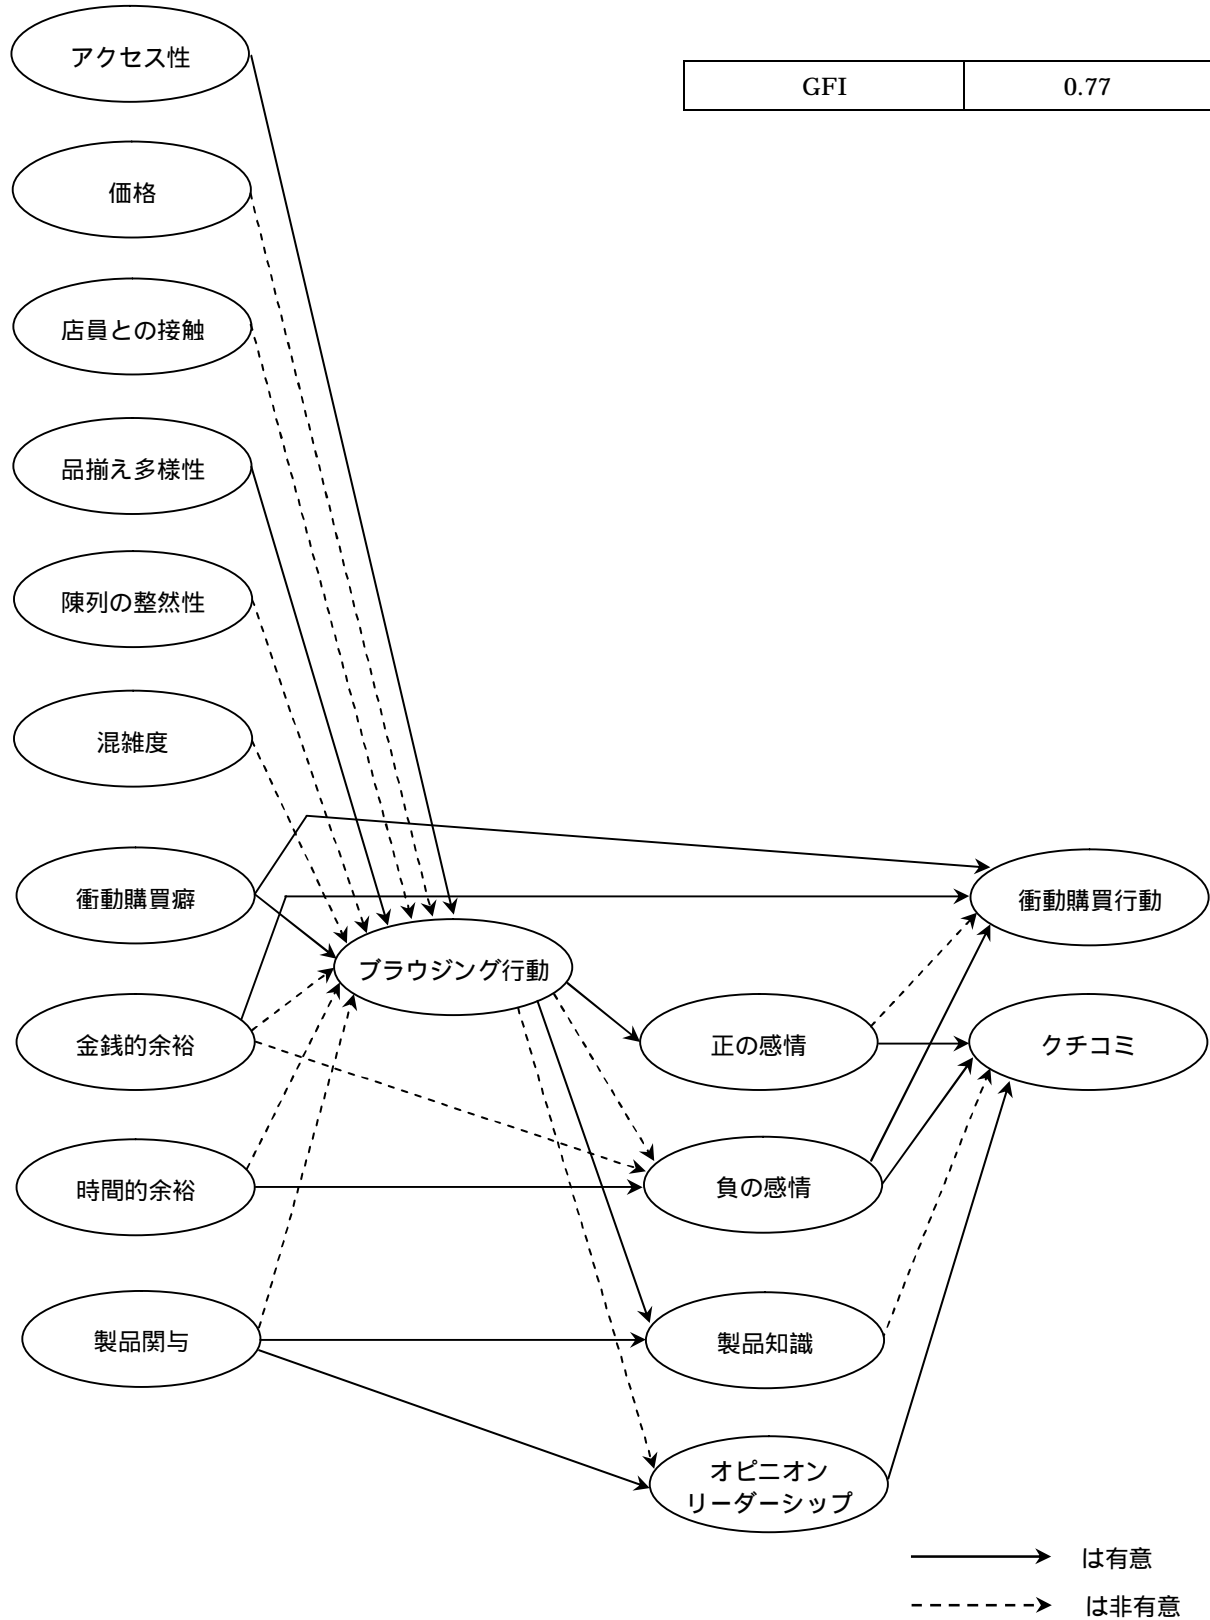 アクセス性
GFI 0.77
価格
店員との接触
品揃え多様性
陳列の整然性
混雑度
衝動購買癖
衝動購買行動
ブラウジング行動
金銭的余裕
正の感情
クチコミ
時間的余裕
負の感情
製品関与
製品知識
オピニオン
リーダーシップ
は有意
は非有意